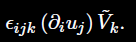 ϵ_{ijk} (∂_i u_j) Ṽ_k.